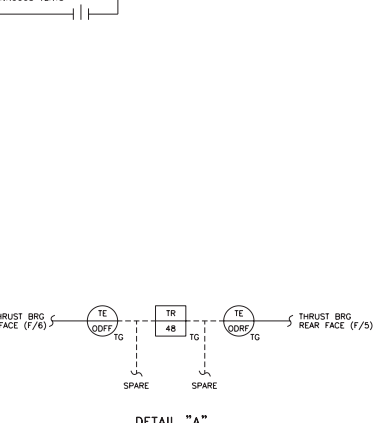 THRUST BRG
FACE (F/6)
TE
ODFF
TG
TR
48
TG
TE
ODRF
TG
THRUST BRG
REAR FACE (F/5)
SPARE
SPARE
DETAIL "A"